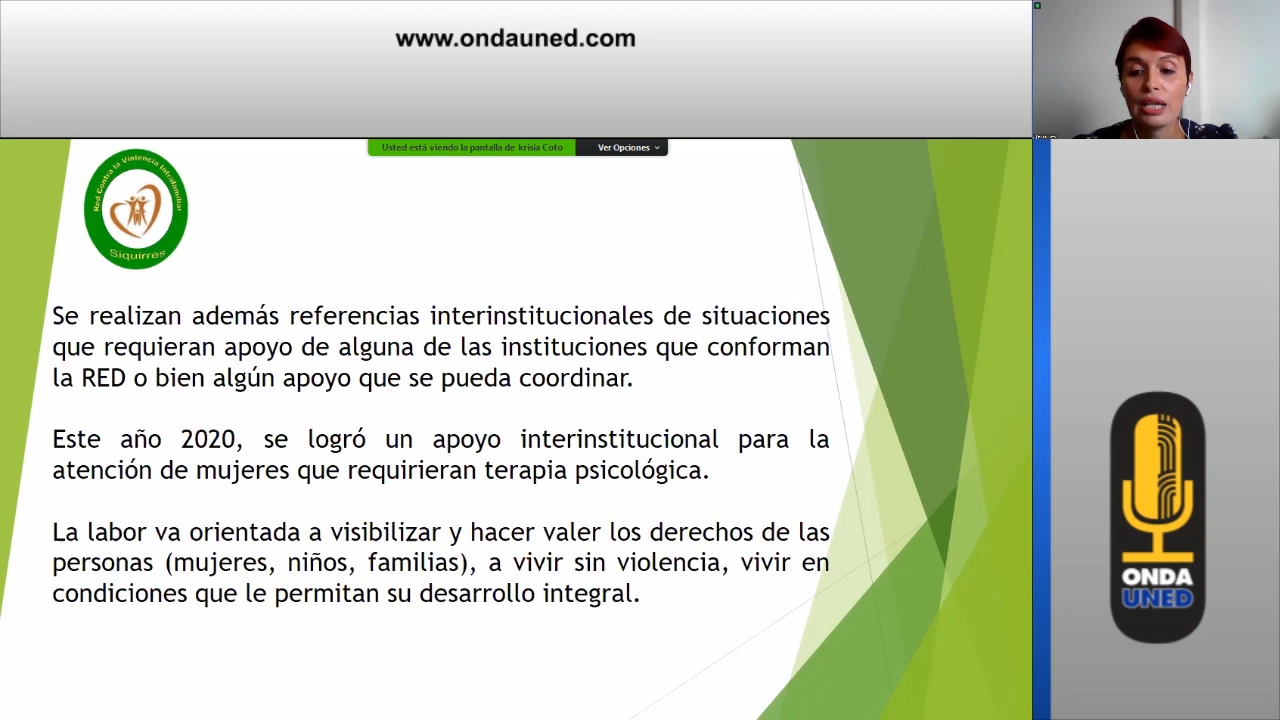 www.ondauned.com
Usted está viendo la pantalla de krisia Coto
Ver Opciones
Red Contra la Violencia Intrafamiliar
Siquirres
Se realizan además referencias interinstitucionales de situaciones
que requieran apoyo de alguna de las instituciones que conforman
la RED o bien algún apoyo que se pueda coordinar.
Este año 2020, se logró un apoyo interinstitucional para la
atención de mujeres que requirieran terapia psicológica.
La labor va orientada a visibilizar y hacer valer los derechos de las
personas (mujeres, niños, familias), a vivir sin violencia, vivir en
condiciones que le permitan su desarrollo integral.
ONDA
UNED